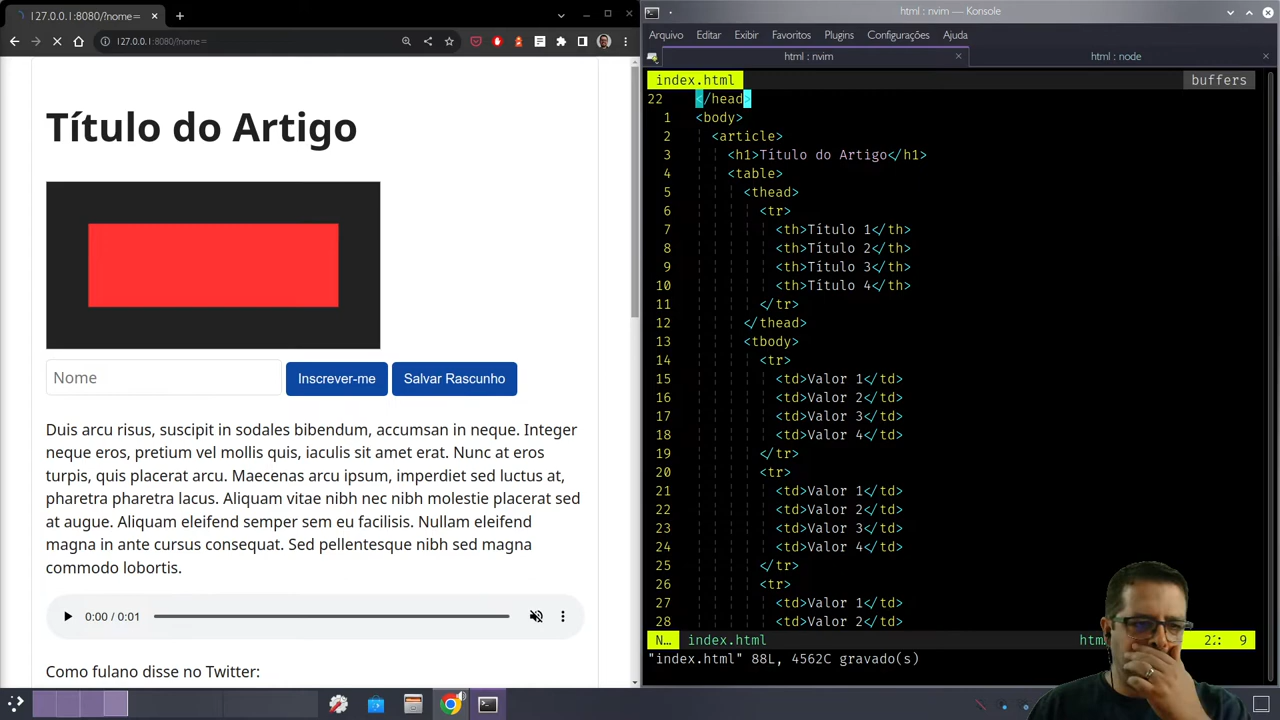 127.0.0.1:8080/?nome=
127.0.0.1:8080/?nome=
Título do Artigo
Nome
Inscrever-me
Salvar Rascunho
Duis arcu risus, suscipit in sodales bibendum, accumsan in neque. Integer
neque eros, pretium vel mollis quis, iaculis sit amet erat. Nunc at eros
turpis, quis placerat arcu. Maecenas arcu ipsum, imperdiet sed luctus at,
pharetra pharetra lacus. Aliquam vitae nibh nec nibh molestie placerat sed
at augue. Aliquam eleifend semper sem eu facilisis. Nullam eleifend
magna in ante cursus consequat. Sed pellentesque nibh sed magna
commodo lobortis.
0:00 / 0:01
Como fulano disse no Twitter:
html : nvim — Konsole
Arquivo Editar Exibir Favoritos Plugins Configurações Ajuda
html : nvim
html : node
index.html
buffers
22 </head>
1 <body>
2 <article>
3 <h1>Título do Artigo</h1>
4 <table>
5 <thead>
6 <tr>
7 <th>Título 1</th>
8 <th>Título 2</th>
9 <th>Título 3</th>
10 <th>Título 4</th>
11 </tr>
12 </thead>
13 <tbody>
14 <tr>
15 <td>Valor 1</td>
16 <td>Valor 2</td>
17 <td>Valor 3</td>
18 <td>Valor 4</td>
19 </tr>
20 <tr>
21 <td>Valor 1</td>
22 <td>Valor 2</td>
23 <td>Valor 3</td>
24 <td>Valor 4</td>
25 </tr>
26 <tr>
27 <td>Valor 1</td>
28 <td>Valor 2</td>
N… index.html
"index.html" 88L, 4562C gravado(s)